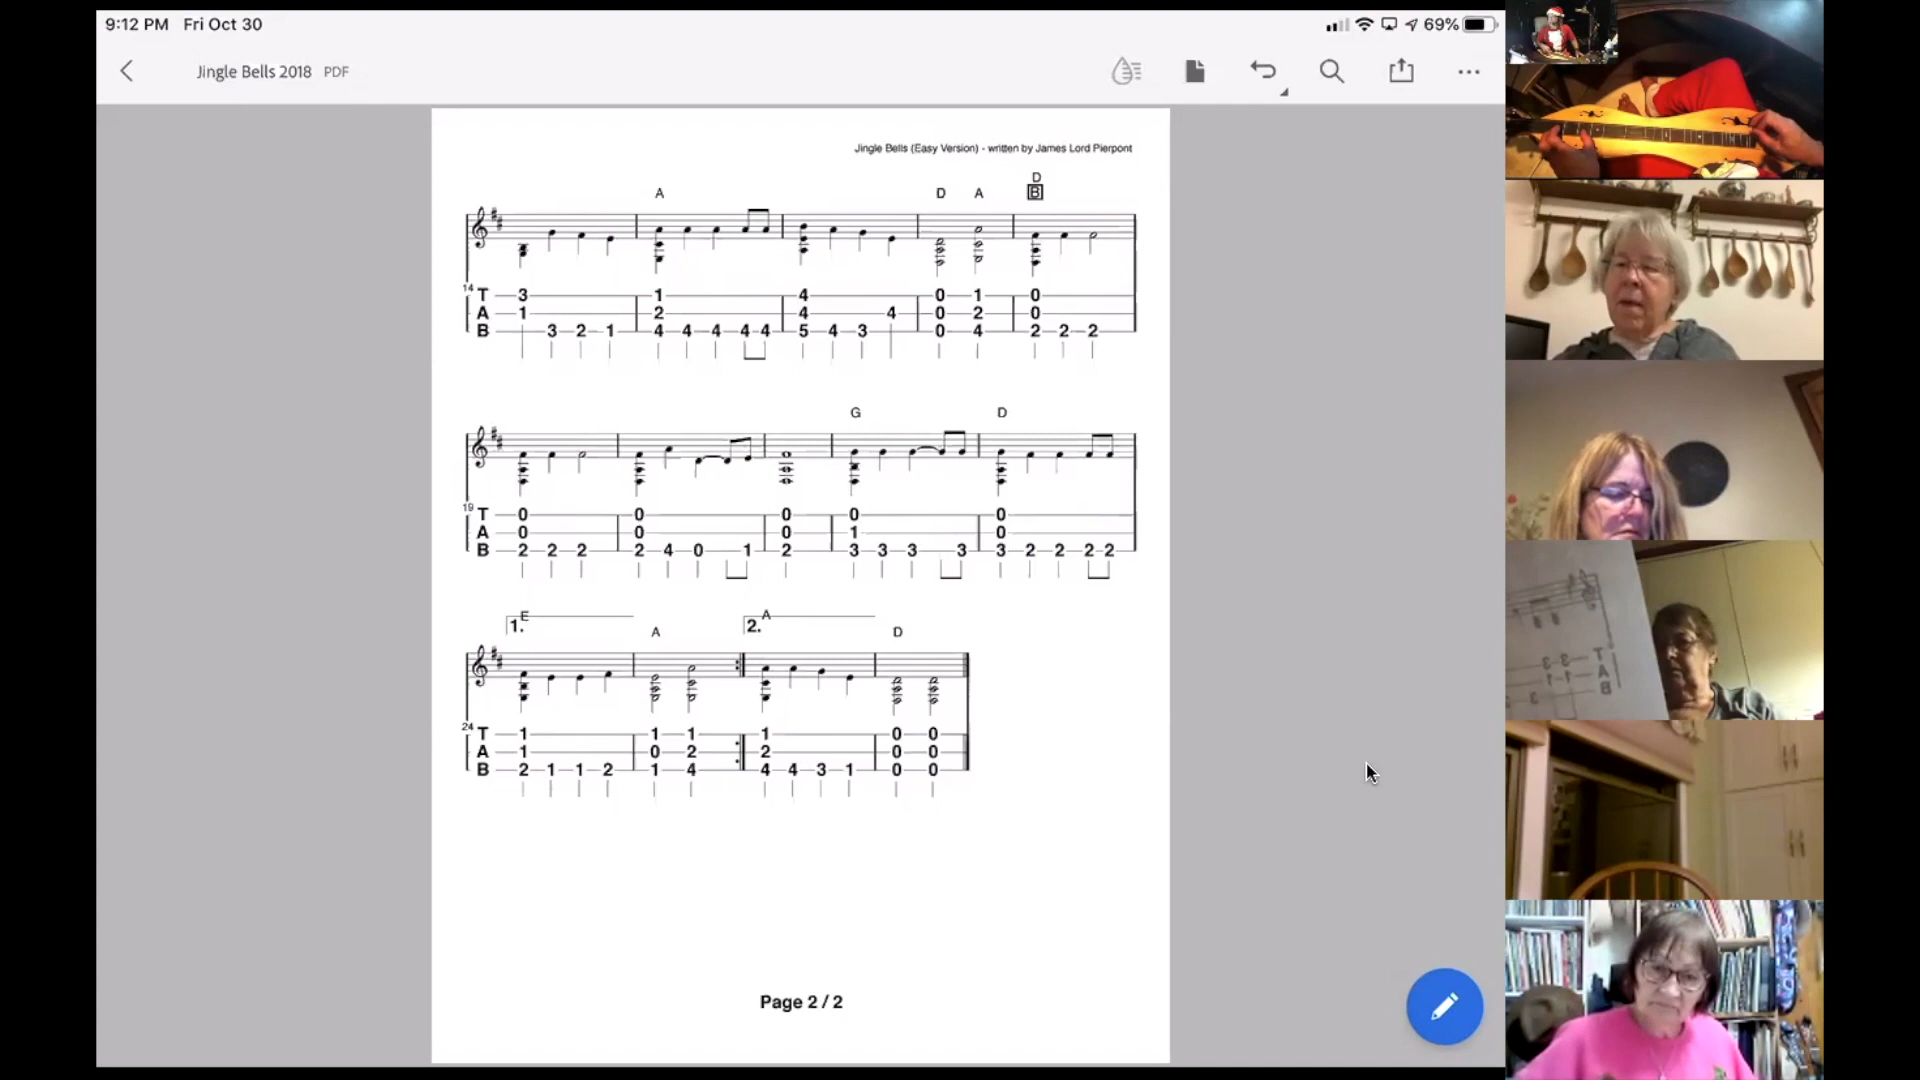 9:12 PM Fri Oct 30
69%
Jingle Bells 2018 PDF
Jingle Bells (Easy Version) - written by James Lord Pierpont
A D A D
B
14
T 3 1 4 0 1 0
A 1 2 4 4 0 2 0
B 3 2 1 4 4 4 4 4 5 4 3 0 4 2 2 2
G D
19
T 0 0 0 0 0
A 0 0 0 1 0
B 2 2 2 2 4 0 1 2 3 3 3 3 3 2 2 2 2
1. E A 2. A D
24
T 1 1 1 1 0 0
A 1 0 2 2 0 0
B 2 1 1 2 1 4 4 4 3 1 0 0
Page 2 / 2